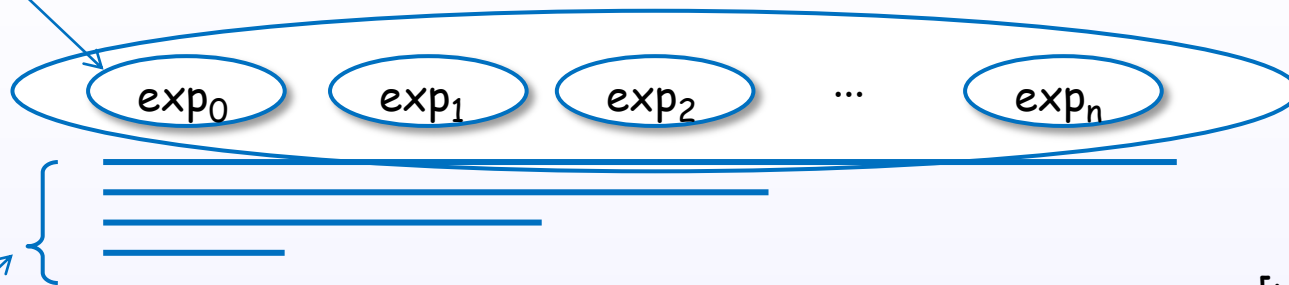 exp₀ exp₁ exp₂ ... expₙ